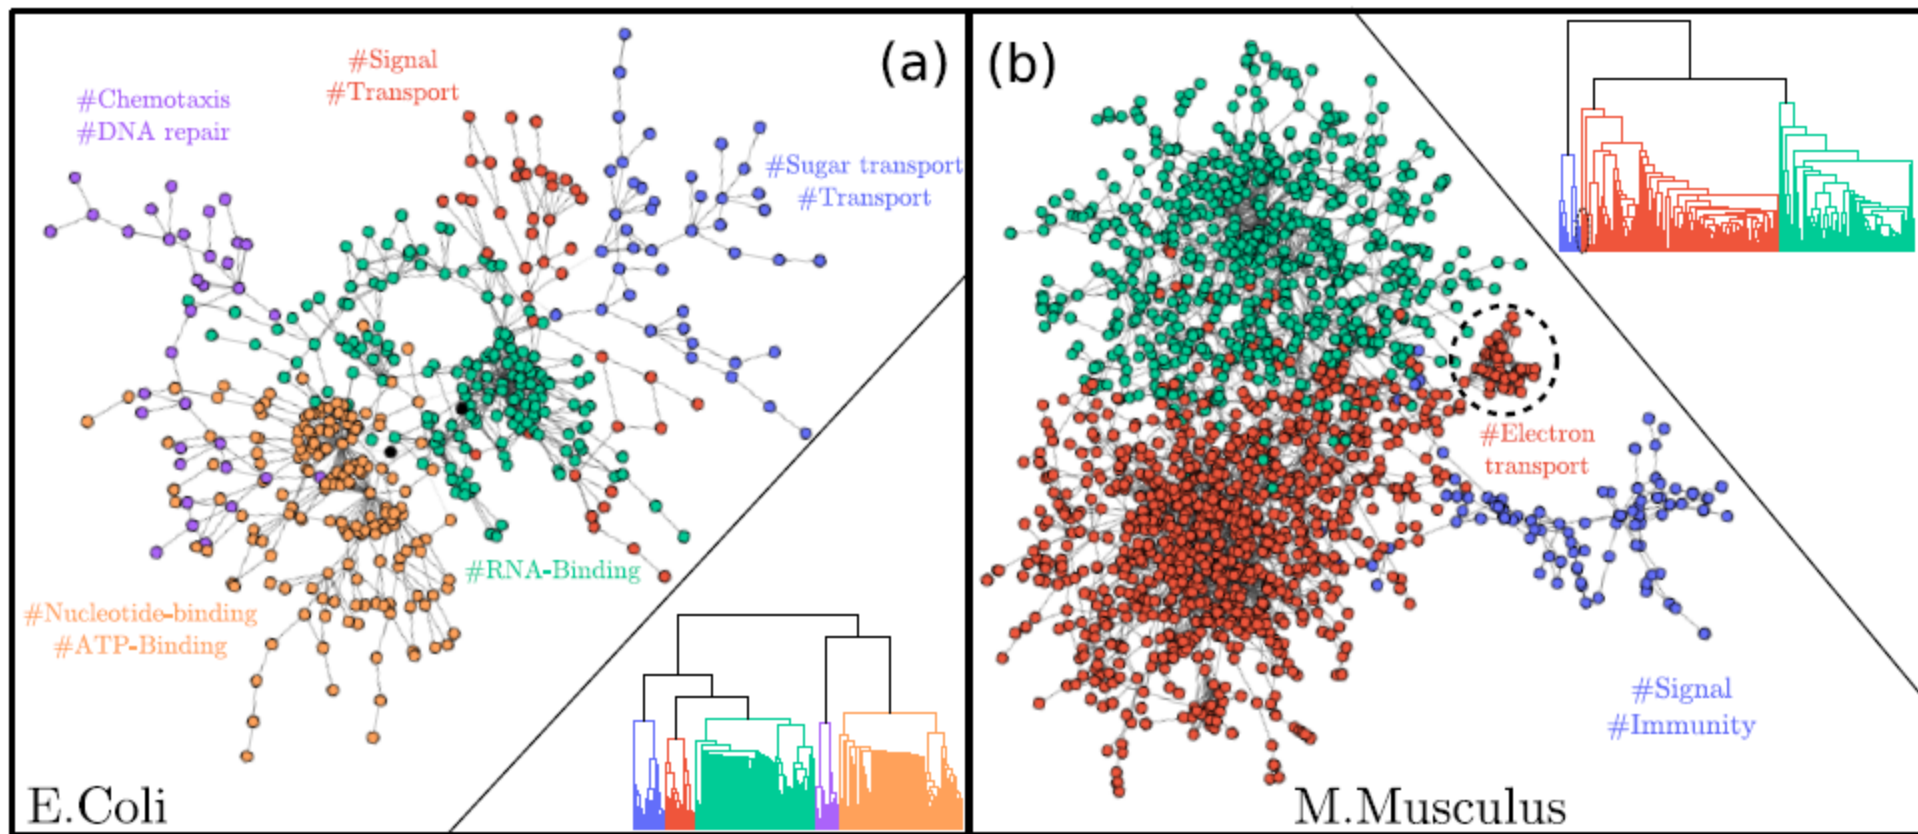 (a)
#Signal
#Transport
#Chemotaxis
#DNA repair
#Sugar transport
#Transport
#RNA-Binding
#Nucleotide-binding
#ATP-Binding
E.Coli
(b)
#Electron
transport
#Signal
#Immunity
M.Musculus